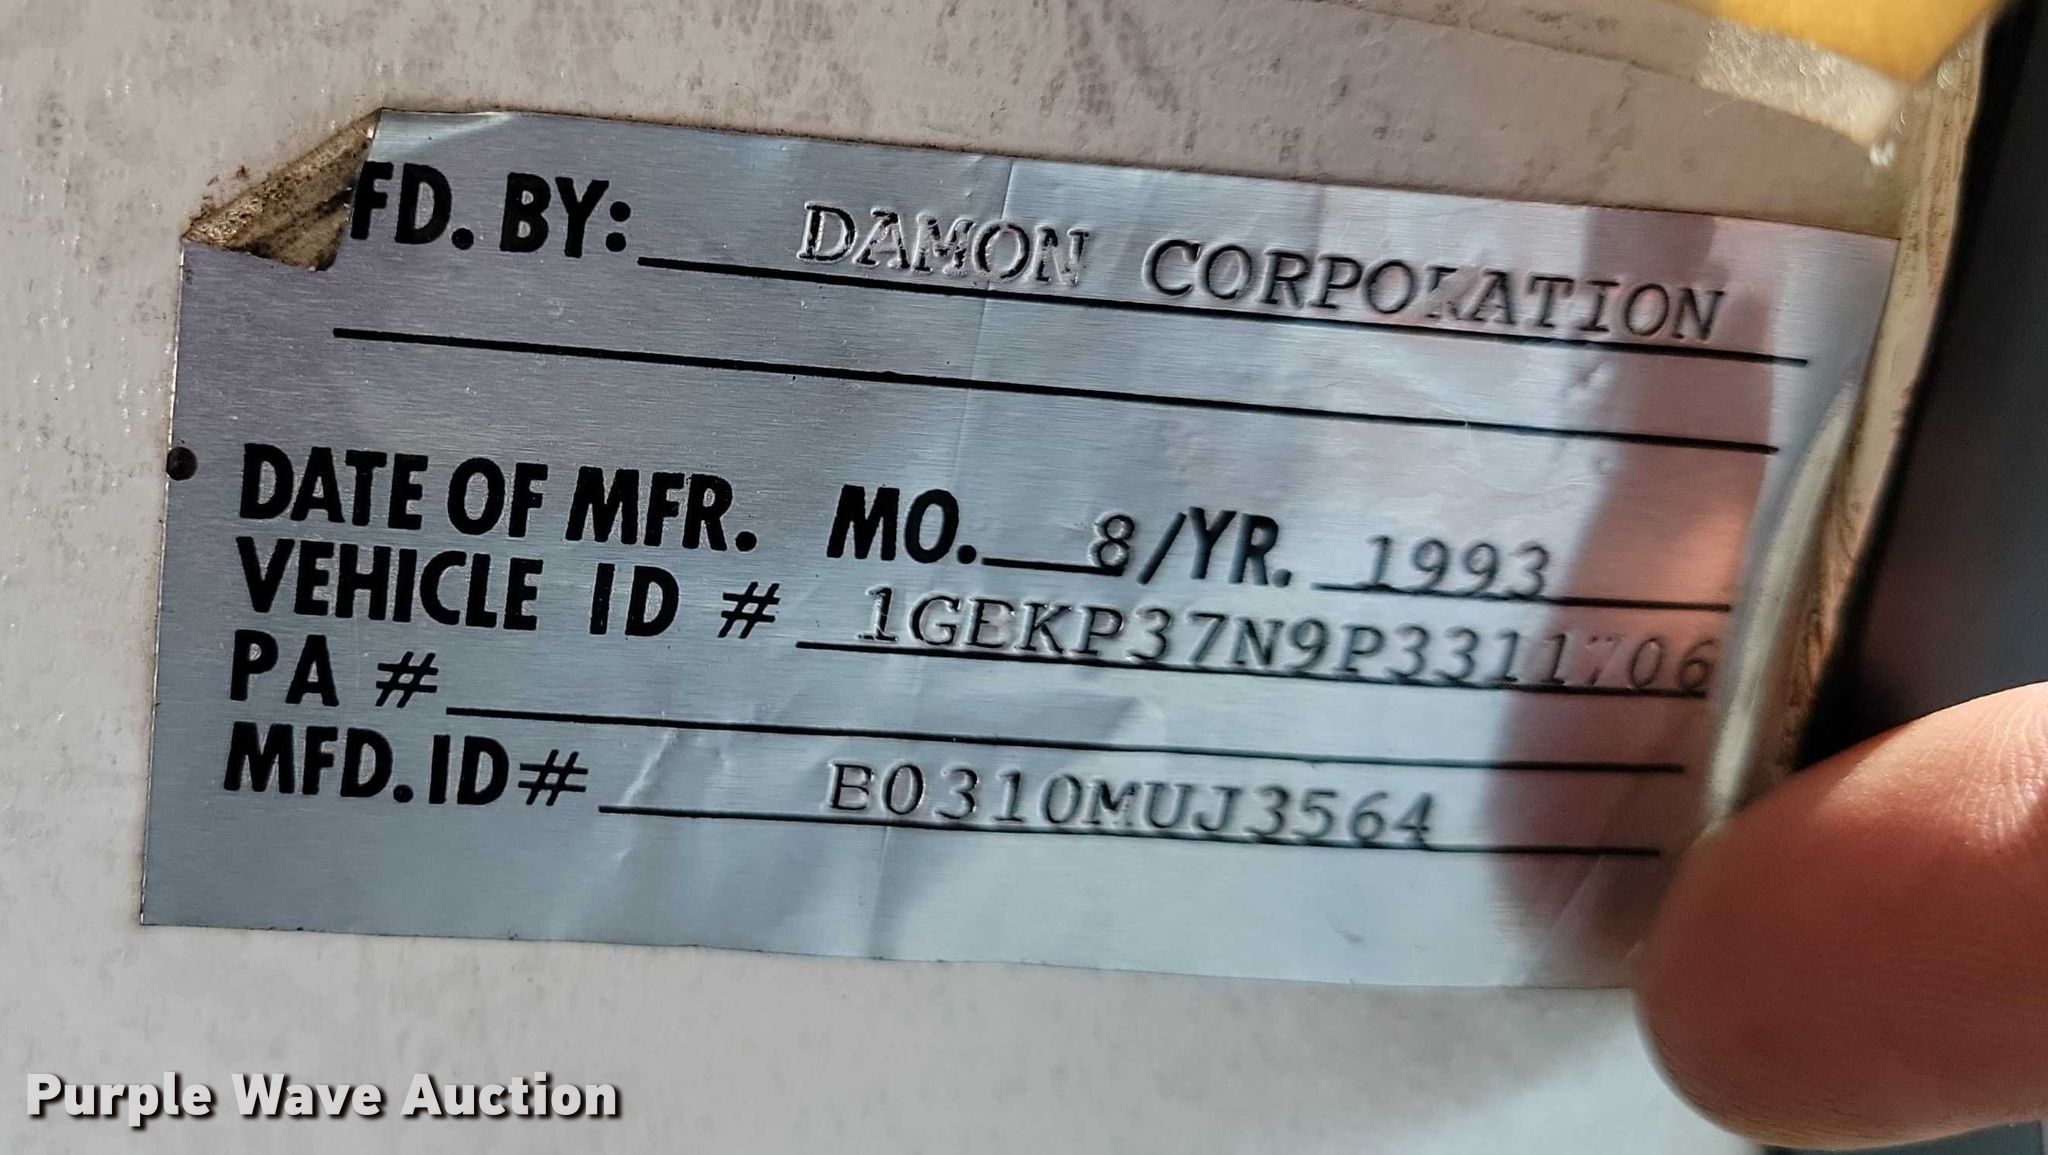 FD. BY: DAMON CORPORATION
DATE OF MFR. MO. 8/YR. 1993
VEHICLE ID # 1GEKP37N9P3311706
PA #
MFD. ID# B0310MUJ3564
Purple Wave Auction